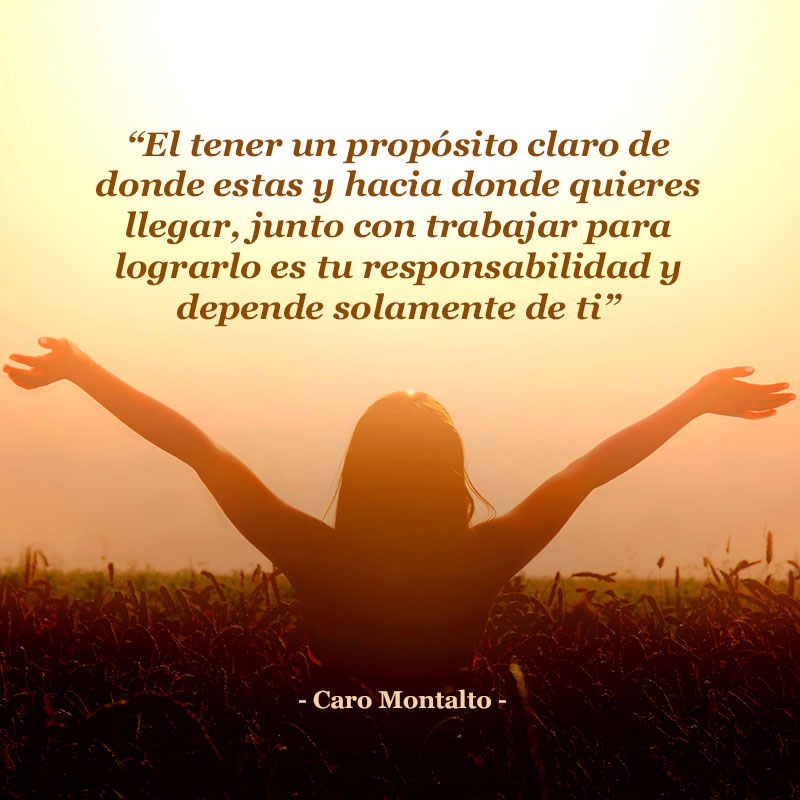 “El tener un propósito claro de
donde estas y hacia donde quieres
llegar, junto con trabajar para
lograrlo es tu responsabilidad y
depende solamente de ti”
- Caro Montalto -